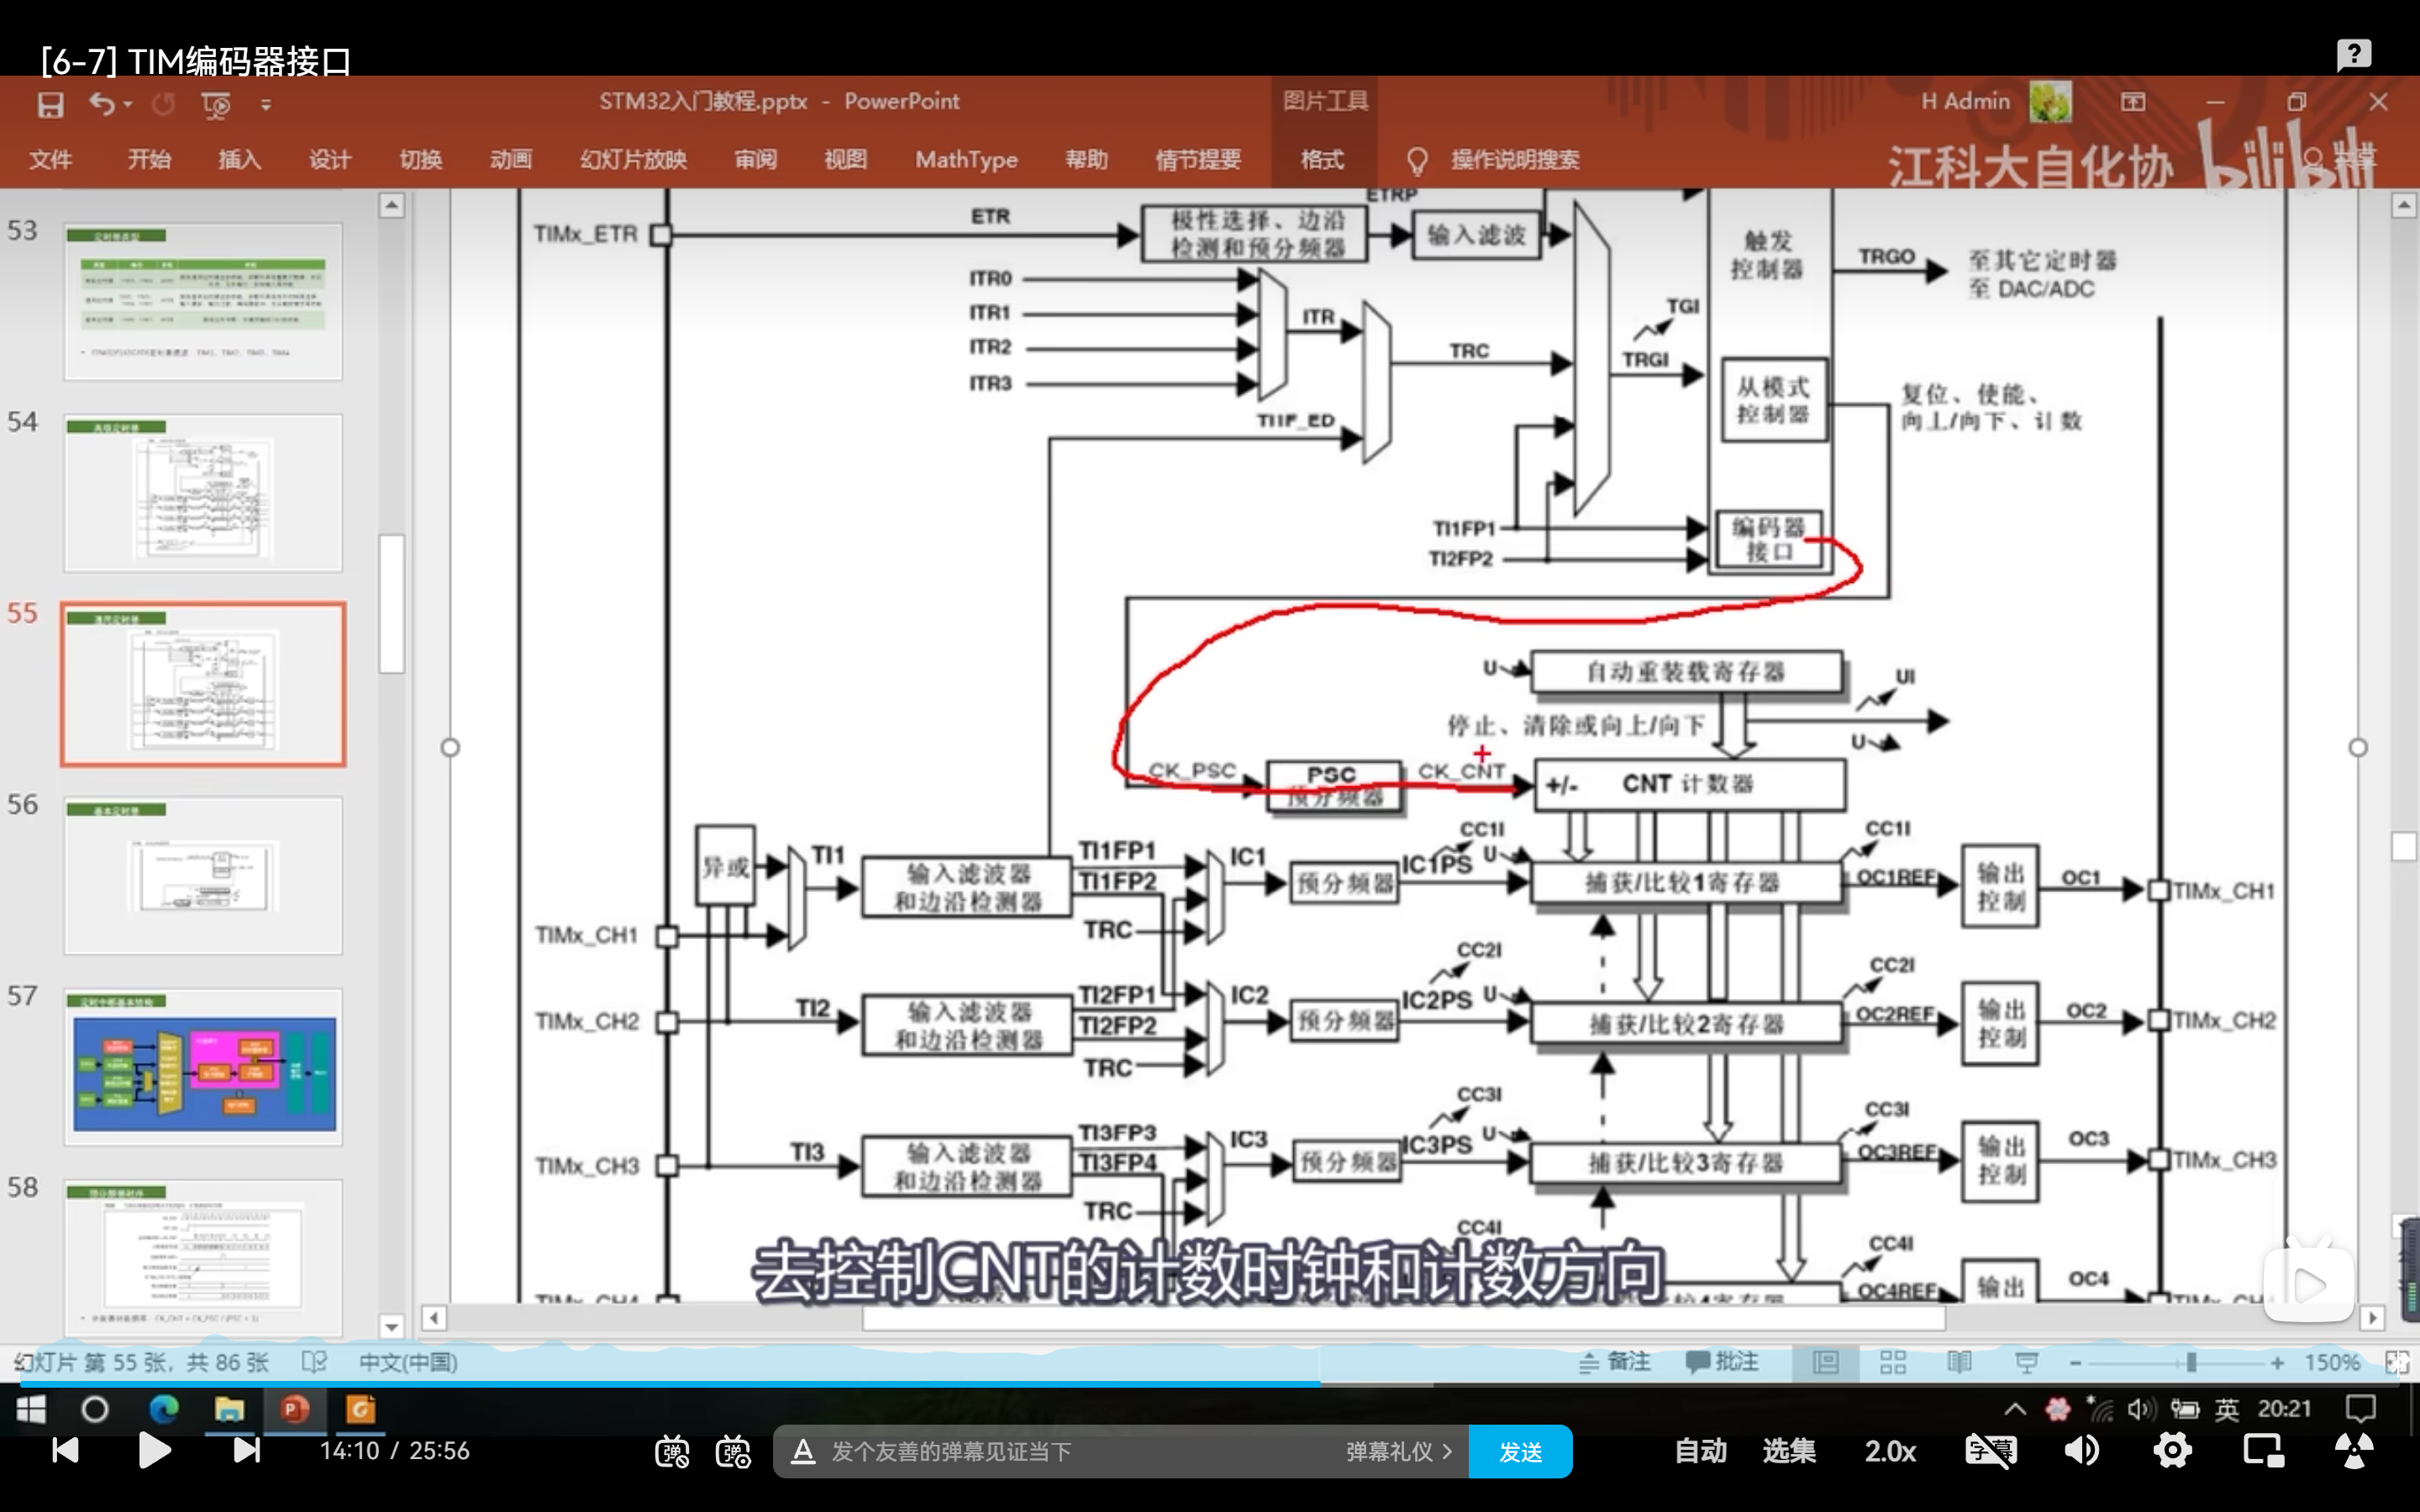 [6-7] TIM编码器接口
STM32入门教程.pptx - PowerPoint
图片工具
H Admin
文件 开始 插入 设计 切换 动画 幻灯片放映 审阅 视图 MathType 帮助 情节提要 格式 操作说明搜索
江科大自化协 bilibili
53
54
55
56
57
58
ETRP
TIMx_ETR
ETR
极性选择、边沿
检测和预分频器
输入滤波
触发
控制器
TRGO
至其它定时器
至 DAC/ADC
ITR0
ITR1
ITR2
ITR3
ITR
TRC
TI1F_ED
TGI
TRGI
从模式
控制器
复位、使能、
向上/向下、计数
TI1FP1
TI2FP2
编码器
接口
U
自动重装载寄存器
UI
停止、清除或向上/向下
U
CK_PSC
PSC
预分频器
CK_CNT
+/- CNT 计数器
异或
TI1
输入滤波器
和边沿检测器
TI1FP1
TI1FP2
TRC
IC1
预分频器
CC1I
IC1PS
U
捕获/比较1寄存器
CC1I
OC1REF
输出
控制
OC1
TIMx_CH1
TIMx_CH1
TIMx_CH2
TI2
输入滤波器
和边沿检测器
TI2FP1
TI2FP2
TRC
IC2
预分频器
CC2I
IC2PS
U
捕获/比较2寄存器
CC2I
OC2REF
输出
控制
OC2
TIMx_CH2
TIMx_CH3
TI3
输入滤波器
和边沿检测器
TI3FP3
TI3FP4
TRC
IC3
预分频器
CC3I
IC3PS
U
捕获/比较3寄存器
CC3I
OC3REF
输出
控制
OC3
TIMx_CH3
CC4I
CC4I
OC4REF
输出
OC4
去控制CNT的计数时钟和计数方向
幻灯片 第 55 张，共 86 张
中文(中国)
备注
批注
150%
英
20:21
14:10 / 25:56
发个友善的弹幕见证当下
弹幕礼仪
发送
自动
选集
2.0x
字幕